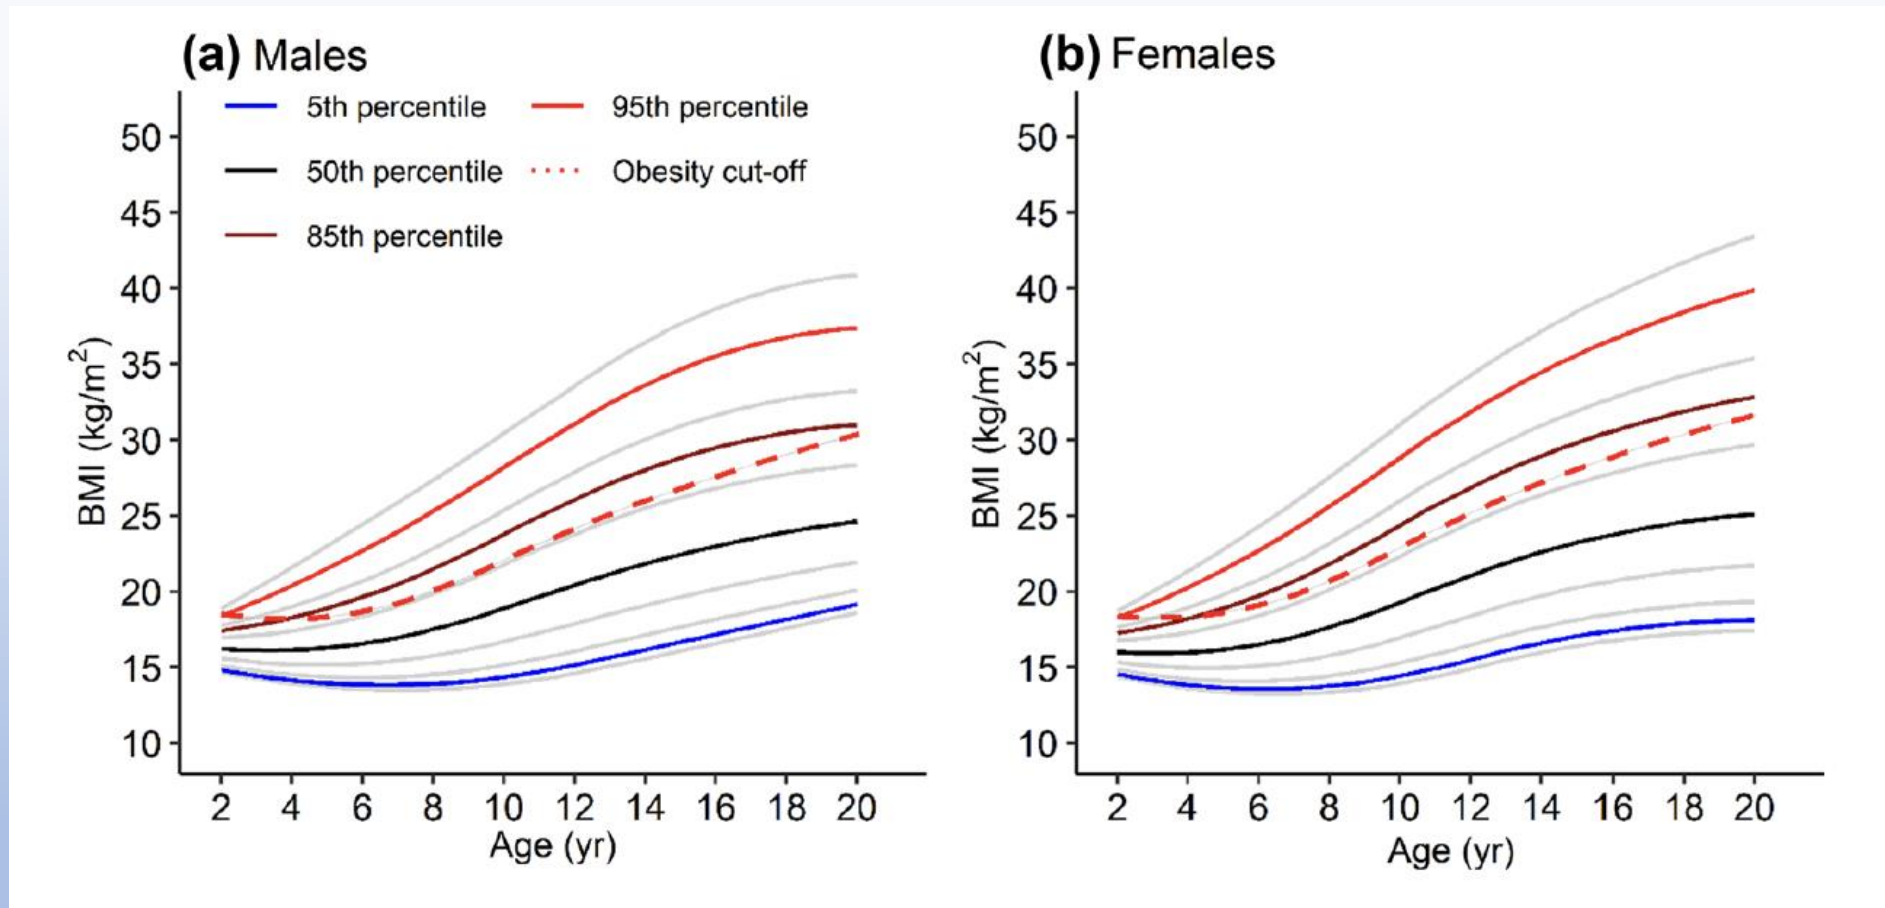 (a) Males
5th percentile
95th percentile
50th percentile
Obesity cut-off
85th percentile
BMI (kg/m²)
50
45
40
35
30
25
20
15
10
2 4 6 8 10 12 14 16 18 20
Age (yr)
(b) Females
BMI (kg/m²)
50
45
40
35
30
25
20
15
10
2 4 6 8 10 12 14 16 18 20
Age (yr)